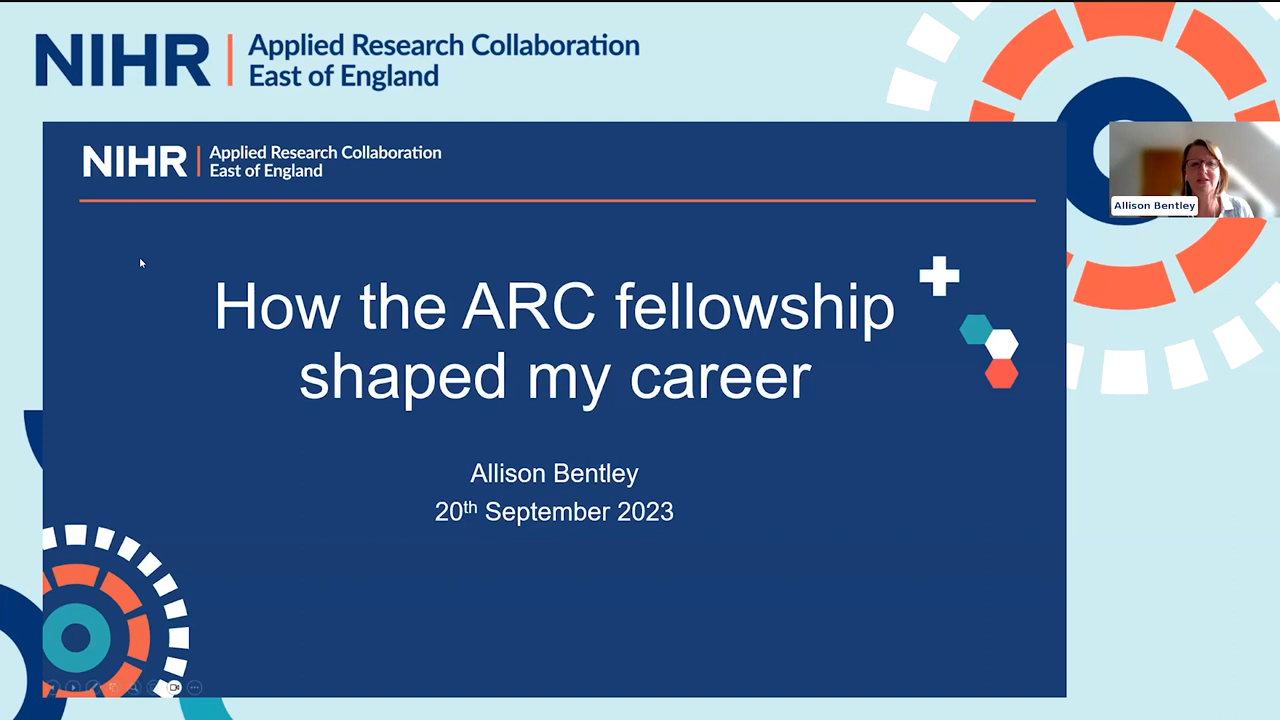 NIHR | Applied Research Collaboration
East of England
NIHR | Applied Research Collaboration
East of England
Allison Bentley
How the ARC fellowship
shaped my career
Allison Bentley
20th September 2023